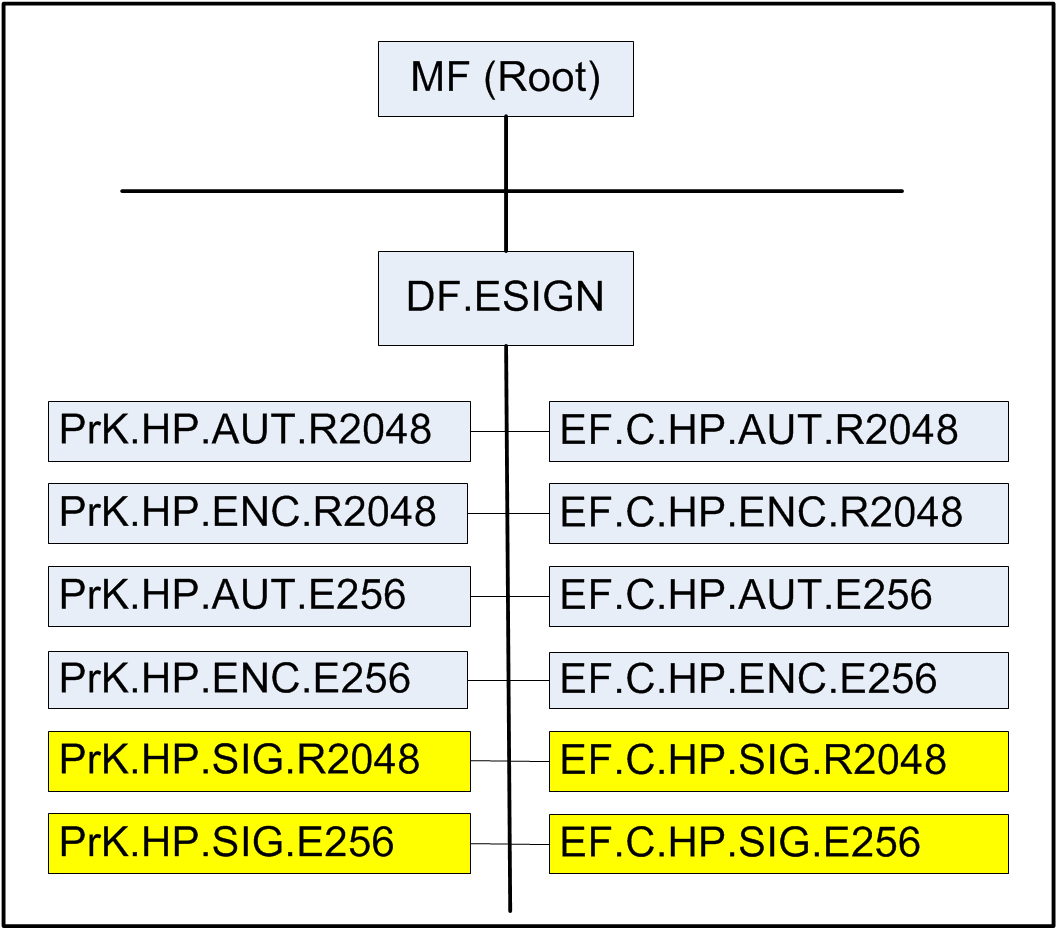 MF (Root)
DF.ESIGN
PrK.HP.AUT.R2048
EF.C.HP.AUT.R2048
PrK.HP.ENC.R2048
EF.C.HP.ENC.R2048
PrK.HP.AUT.E256
EF.C.HP.AUT.E256
PrK.HP.ENC.E256
EF.C.HP.ENC.E256
PrK.HP.SIG.R2048
EF.C.HP.SIG.R2048
PrK.HP.SIG.E256
EF.C.HP.SIG.E256